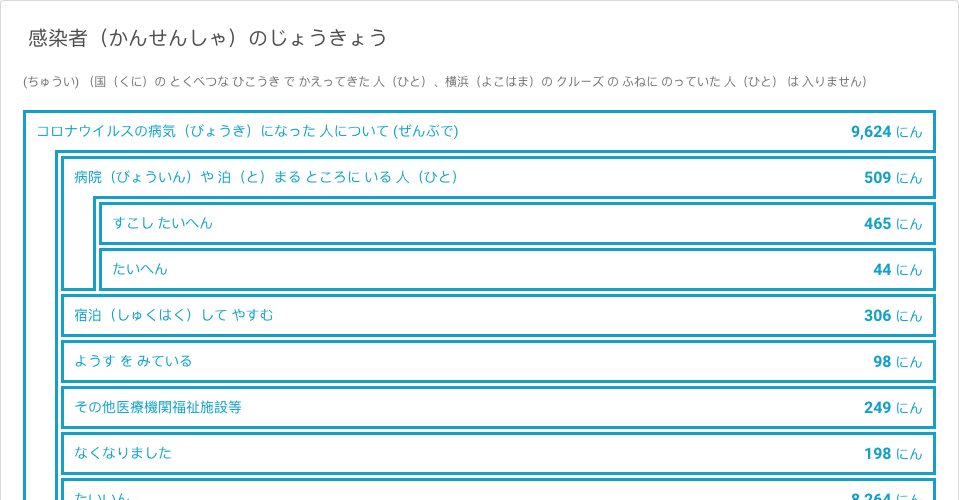 感染者（かんせんしゃ）のじょうきょう
(ちゅうい) （国（くに）の とくべつな ひこうき で かえってきた 人（ひと）、横浜（よこはま）の クルーズ の ふねに のっていた 人（ひと） は 入りません）
コロナウイルスの病気（びょうき）になった 人について (ぜんぶで) 9,624 にん
病院（びょういん）や 泊（と）まる ところに いる 人（ひと） 509 にん
すこし たいへん 465 にん
たいへん 44 にん
宿泊（しゅくはく）して やすむ 306 にん
ようす を みている 98 にん
その他医療機関福祉施設等 249 にん
なくなりました 198 にん
たいいん 8,264 にん